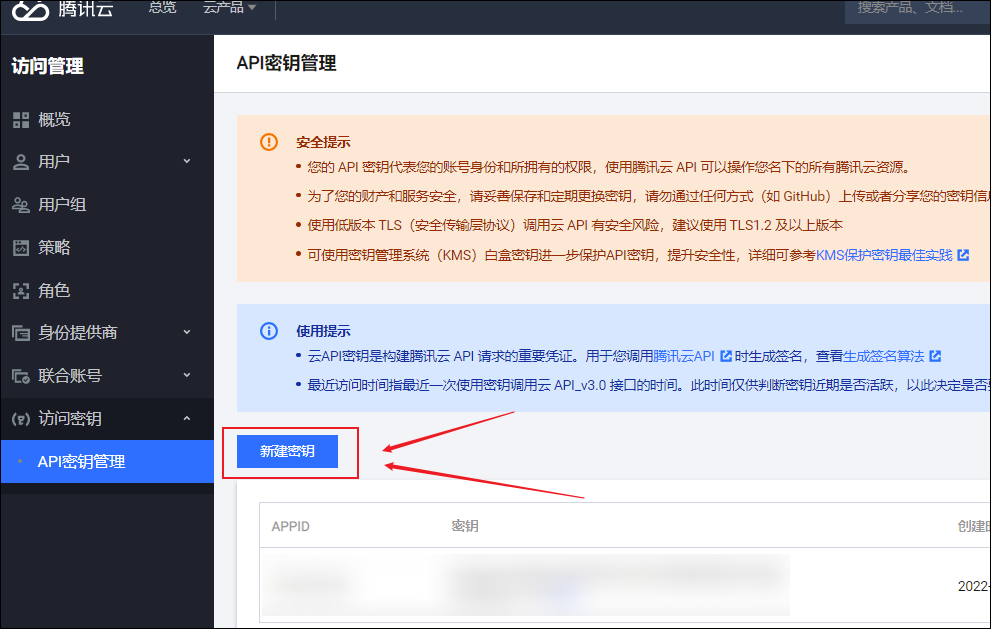 腾讯云
总览
云产品
搜索产品、文档...
访问管理
API密钥管理
概览
用户
用户组
策略
角色
身份提供商
联合账号
访问密钥
API密钥管理
安全提示
您的 API 密钥代表您的账号身份和所拥有的权限，使用腾讯云 API 可以操作您名下的所有腾讯云资源。
为了您的财产和服务安全，请妥善保存和定期更换密钥，请勿通过任何方式（如 GitHub）上传或者分享您的密钥信
使用低版本 TLS（安全传输层协议）调用云 API 有安全风险，建议使用 TLS1.2 及以上版本
可使用密钥管理系统（KMS）白盒密钥进一步保护API密钥，提升安全性，详细可参考KMS保护密钥最佳实践
使用提示
云API密钥是构建腾讯云 API 请求的重要凭证。用于您调用腾讯云API 时生成签名，查看生成签名算法
最近访问时间指最近一次使用密钥调用云 API_v3.0 接口的时间。此时间仅供判断密钥近期是否活跃，以此决定是否
新建密钥
APPID 密钥 创建
2022-